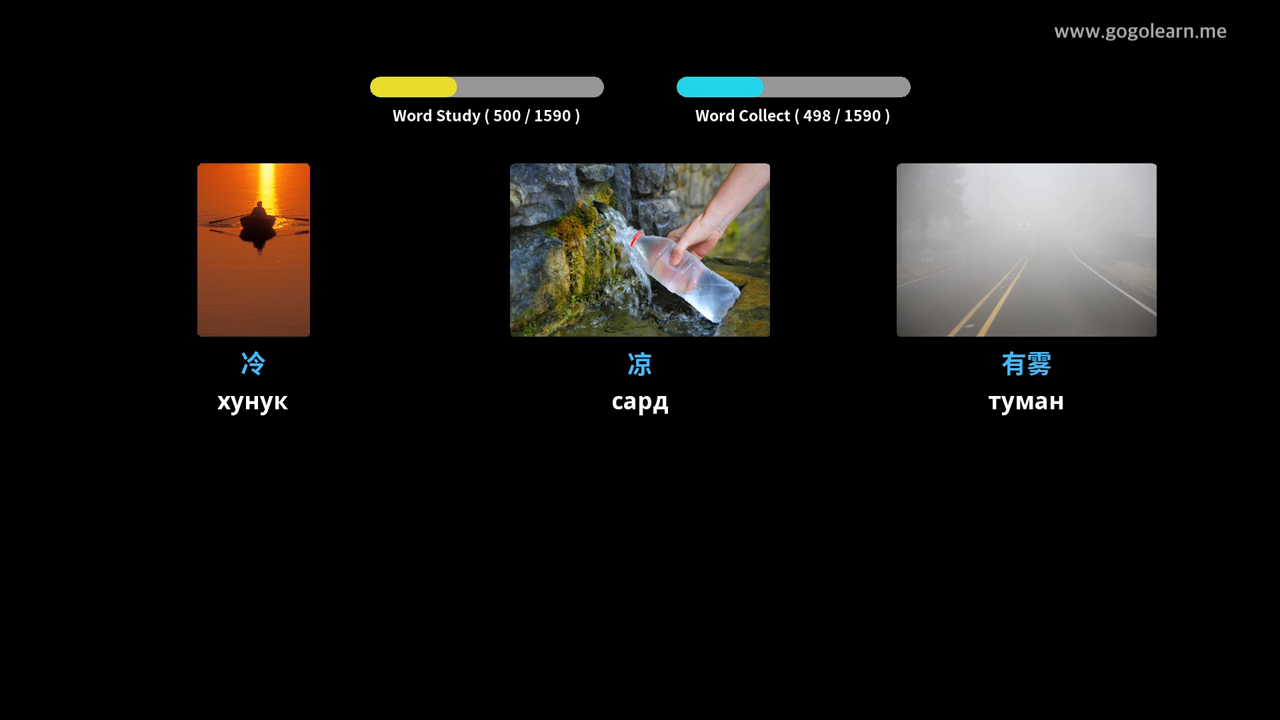 www.gogolearn.me
Word Study ( 500 / 1590 )
Word Collect ( 498 / 1590 )
冷
хунук
凉
сард
有雾
туман